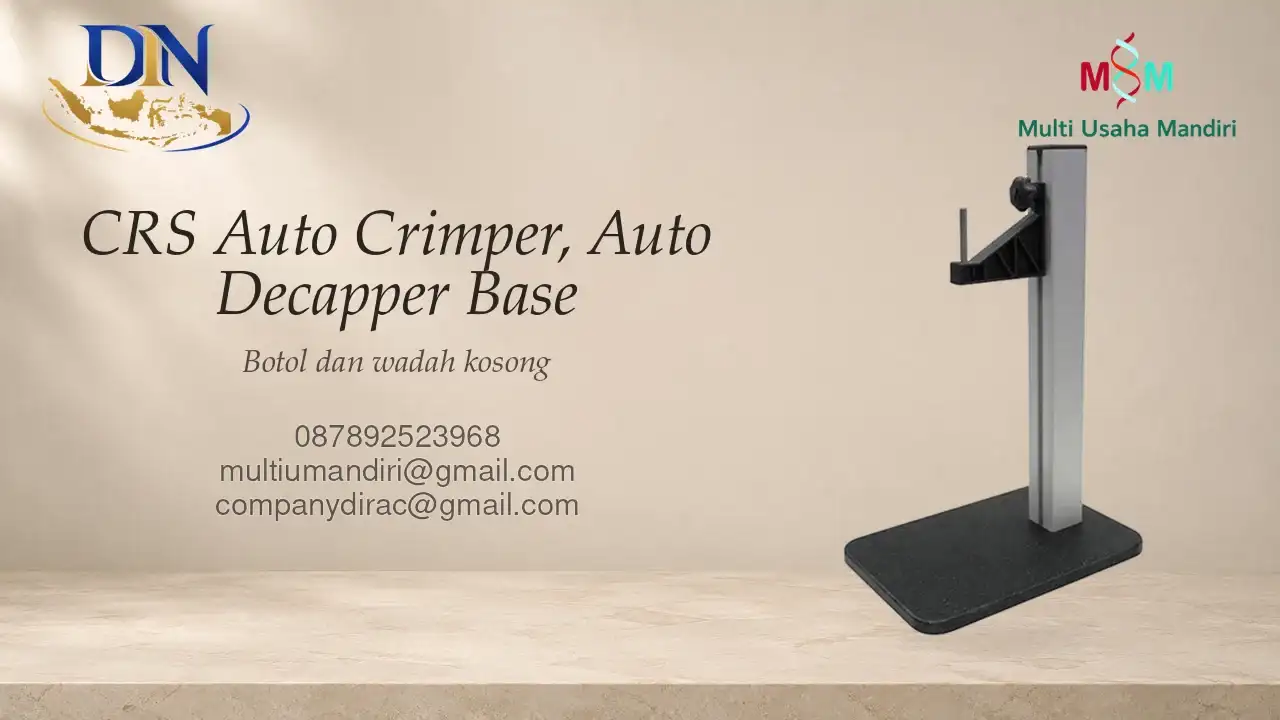 DN
MSM
Multi Usaha Mandiri
CRS Auto Crimper, Auto
Decapper Base
Botol dan wadah kosong
087892523968
multiumandiri@gmail.com
companydirac@gmail.com